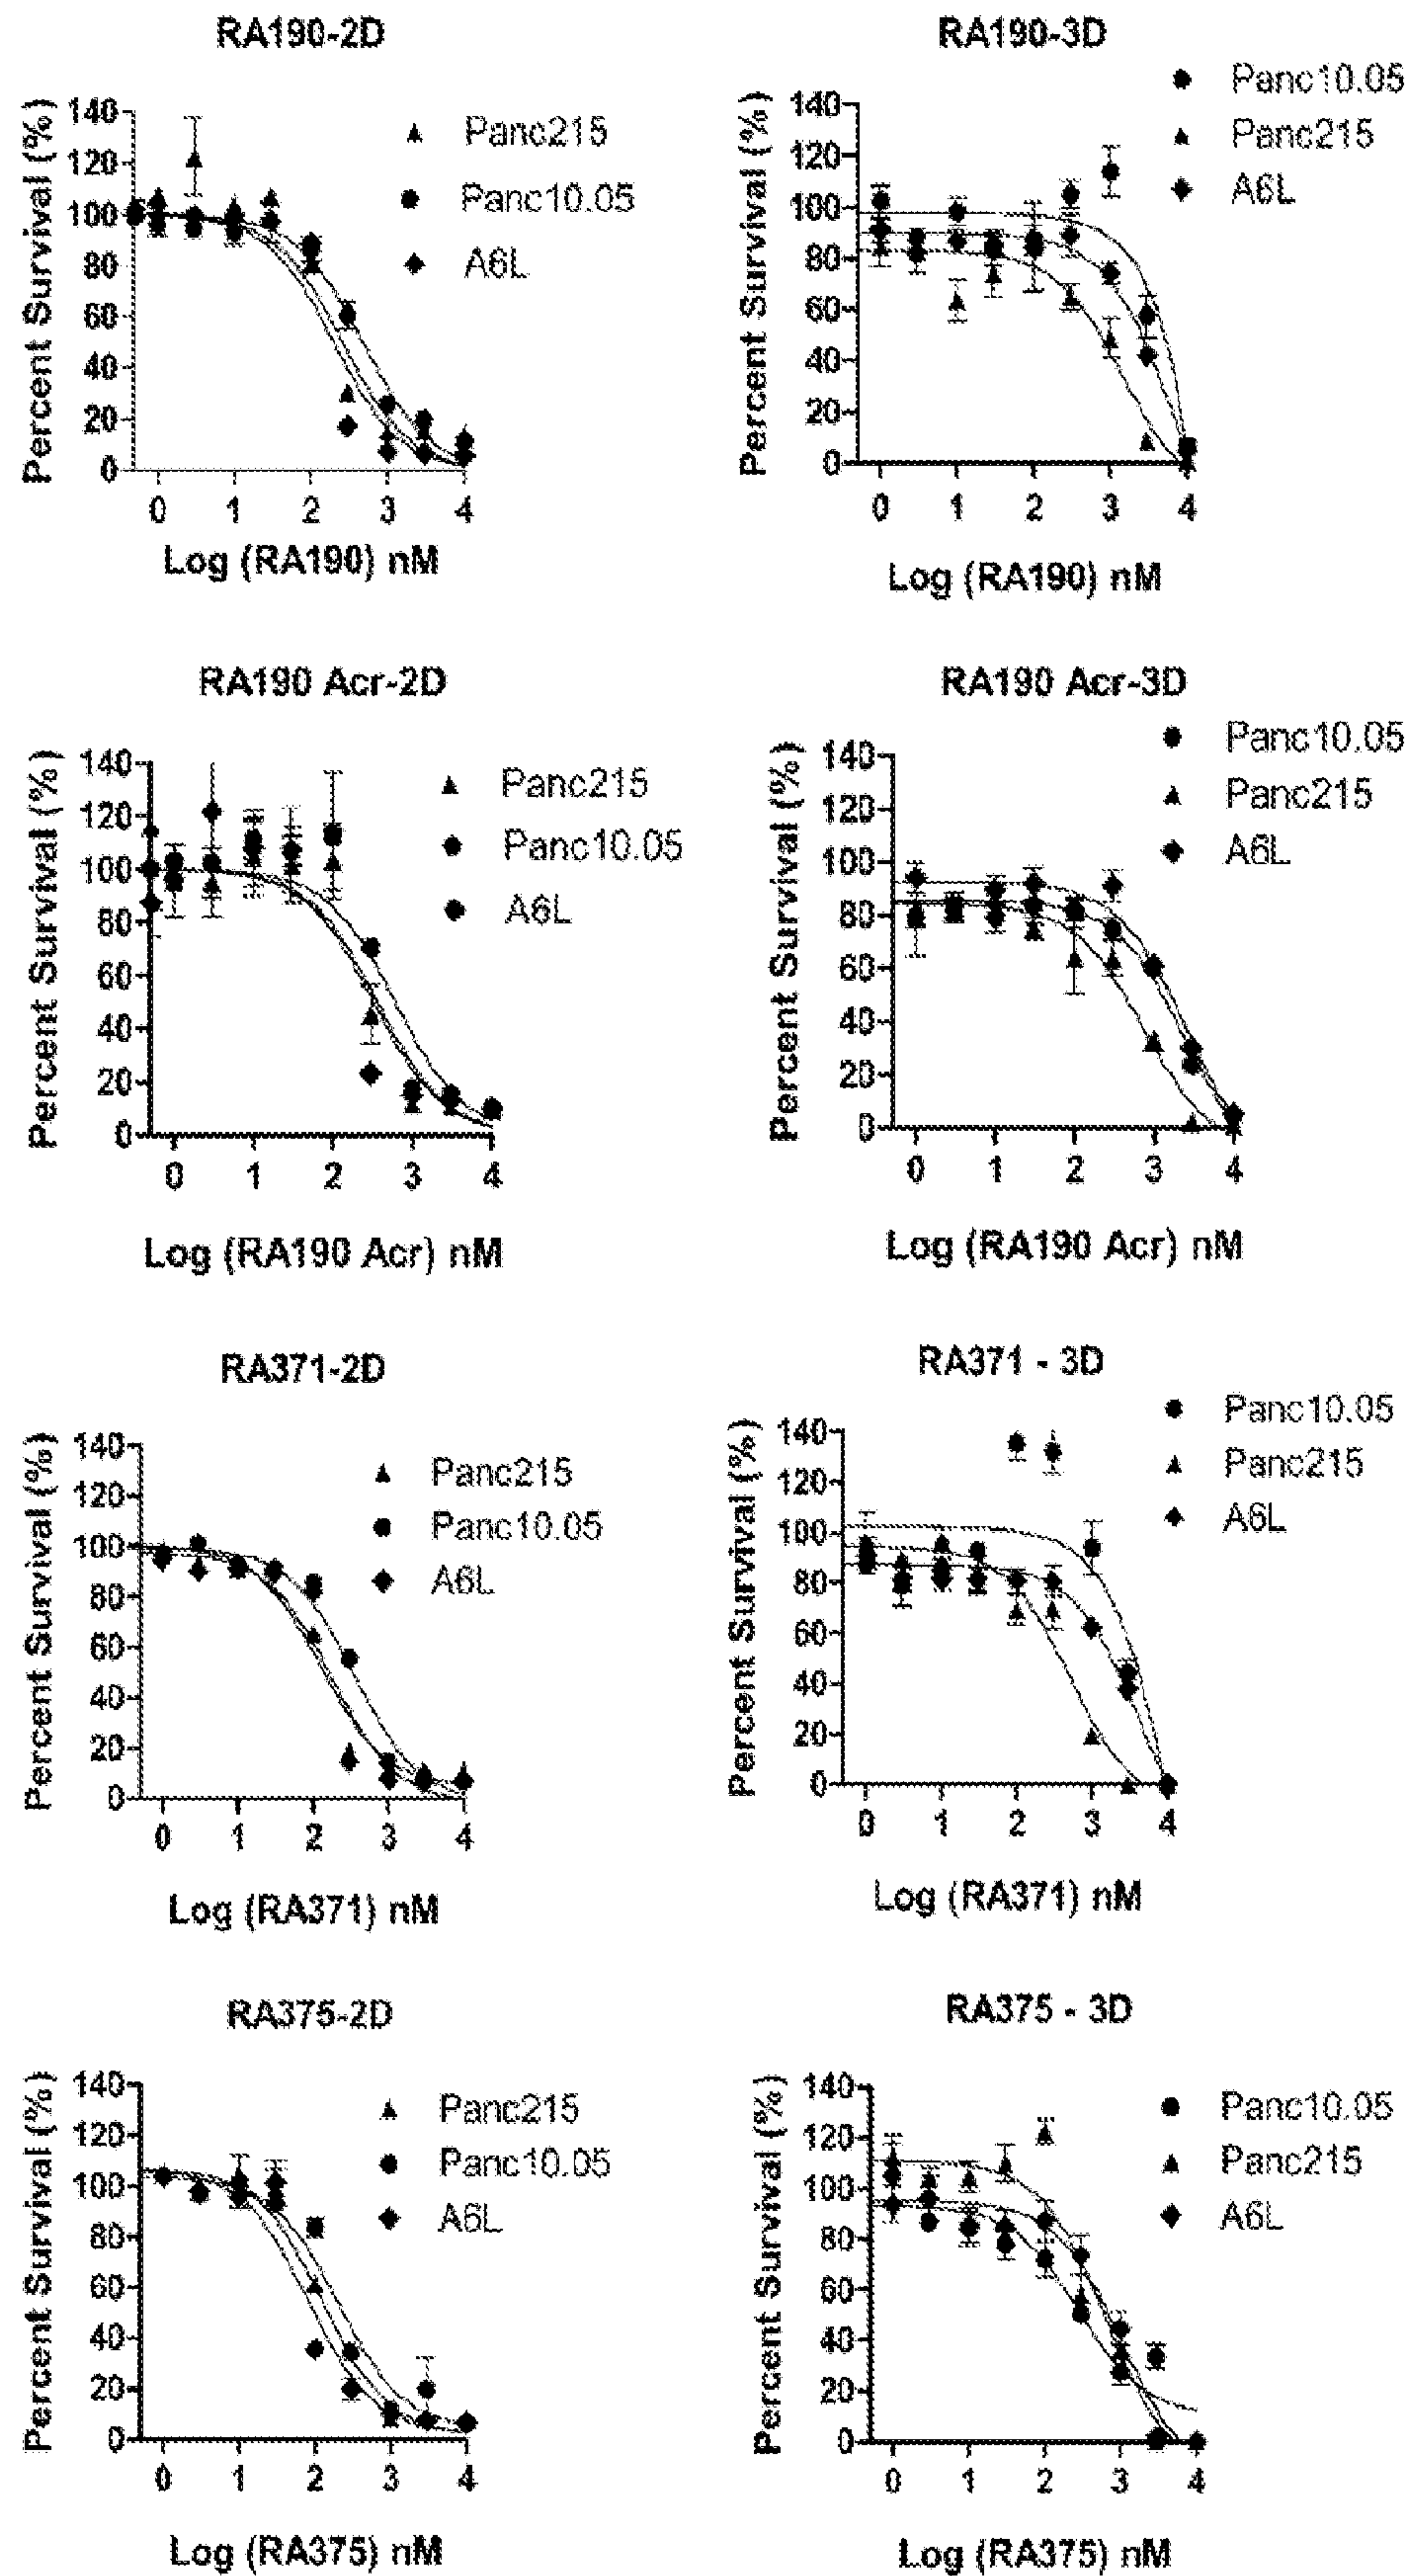 RA190-2D
Percent Survival (%)
140
120
100
80
60
40
20
0
0 1 2 3 4
Log (RA190) nM
Panc215
Panc10.05
A6L
RA190-3D
Percent Survival (%)
140
120
100
80
60
40
20
0
0 1 2 3 4
Log (RA190) nM
Panc10.05
Panc215
A6L
RA190 Acr-2D
Percent Survival (%)
140
120
100
80
60
40
20
0
0 1 2 3 4
Log (RA190 Acr) nM
Panc215
Panc10.05
A6L
RA190 Acr-3D
Percent Survival (%)
140
120
100
80
60
40
20
0
0 1 2 3 4
Log (RA190 Acr) nM
Panc10.05
Panc215
A6L
RA371-2D
Percent Survival (%)
140
120
100
80
60
40
20
0
0 1 2 3 4
Log (RA371) nM
Panc215
Panc10.05
A6L
RA371 - 3D
Percent Survival (%)
140
120
100
80
60
40
20
0
0 1 2 3 4
Log (RA371) nM
Panc10.05
Panc215
A6L
RA375-2D
Percent Survival (%)
140
120
100
80
60
40
20
0
0 1 2 3 4
Log (RA375) nM
Panc215
Panc10.05
A6L
RA375 - 3D
Percent Survival (%)
140
120
100
80
60
40
20
0
0 1 2 3 4
Log (RA375) nM
Panc10.05
Panc215
A6L